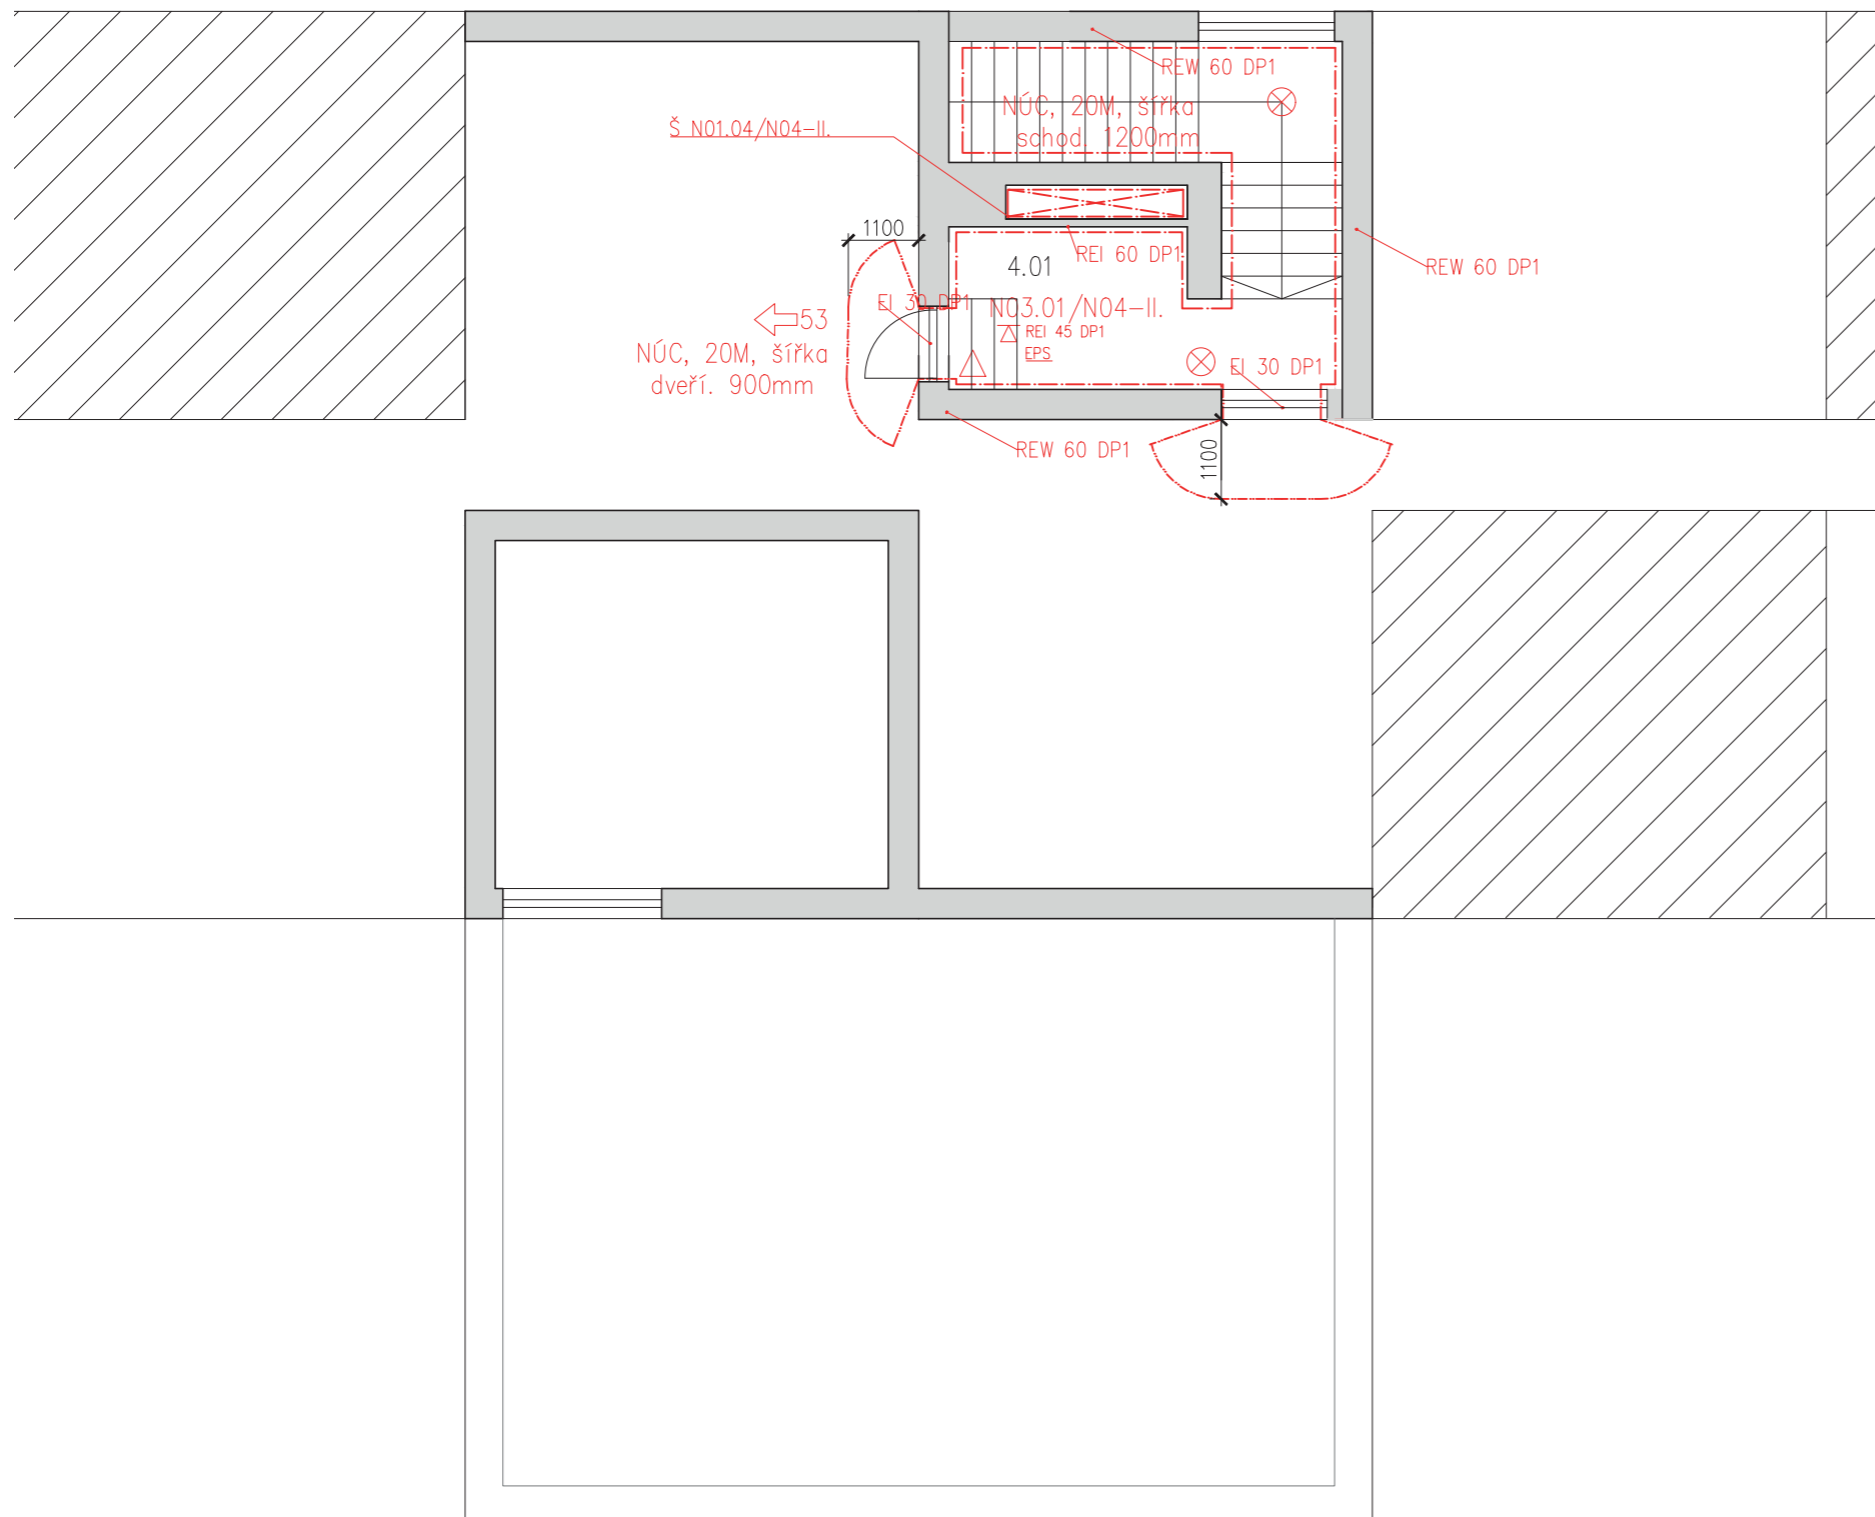 REW 60 DP1
NÚC, 20M, šířka
schod. 1200mm
Š N01.04/N04-II.
1100
REI 60 DP1
4.01
REW 60 DP1
EI 30 DP1
N03.01/N04-II.
53
REI 45 DP1
EPS
NÚC, 20M, šířka
dveří. 900mm
EI 30 DP1
REW 60 DP1
1100